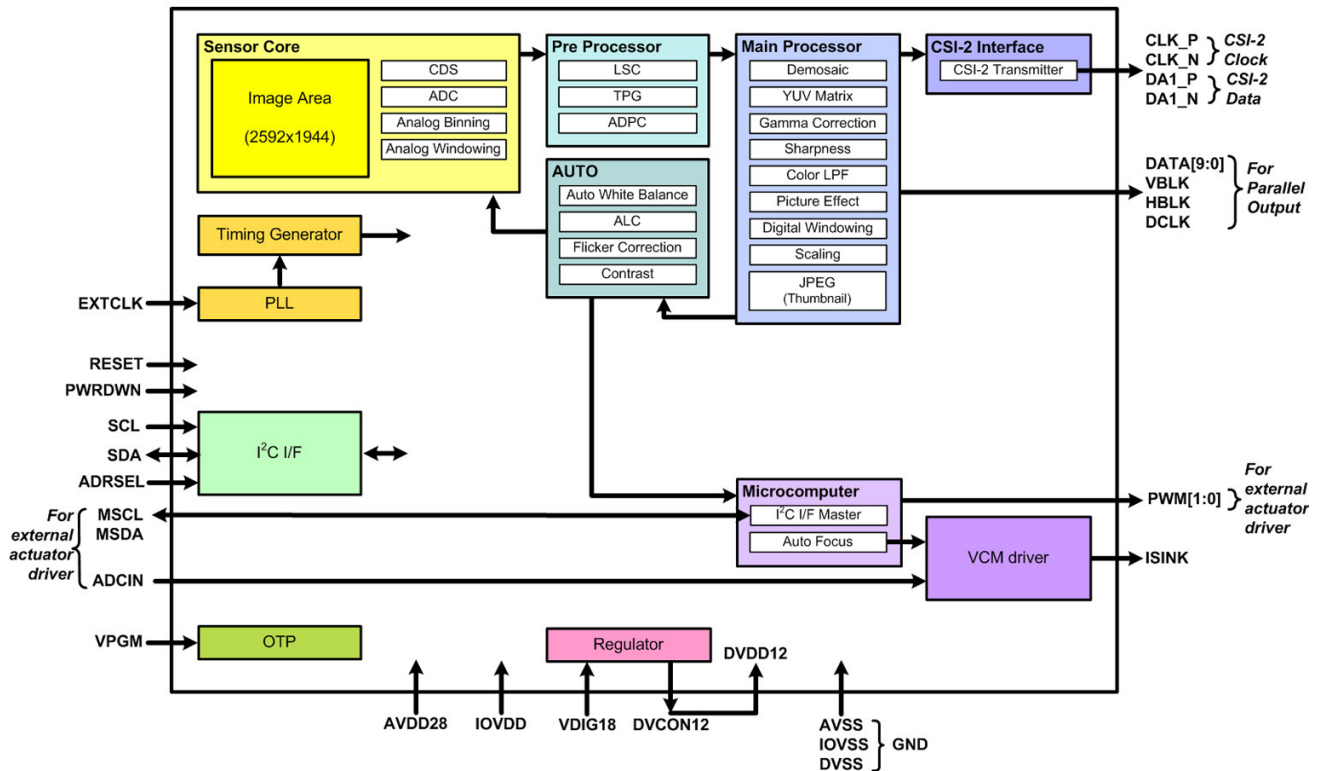 Sensor Core
Image Area
(2592x1944)
CDS
ADC
Analog Binning
Analog Windowing
Pre Processor
LSC
TPG
ADPC
Main Processor
Demosaic
YUV Matrix
Gamma Correction
Sharpness
Color LPF
Picture Effect
Digital Windowing
Scaling
JPEG
(Thumbnail)
CSI-2 Interface
CSI-2 Transmitter
CLK_P
CLK_N
CSI-2
Clock
DA1_P
DA1_N
CSI-2
Data
AUTO
Auto White Balance
ALC
Flicker Correction
Contrast
DATA[9:0]
VBLK
HBLK
DCLK
For
Parallel
Output
Timing Generator
EXTCLK
PLL
RESET
PWRDWN
SCL
SDA
ADRSEL
I²C I/F
For
external
actuator
driver
MSCL
MSDA
ADCIN
Microcomputer
I²C I/F Master
Auto Focus
PWM[1:0]
For
external
actuator
driver
VCM driver
ISINK
VPGM
OTP
Regulator
DVDD12
AVDD28
IOVDD
VDIG18
DVCON12
AVSS
IOVSS
DVSS
GND